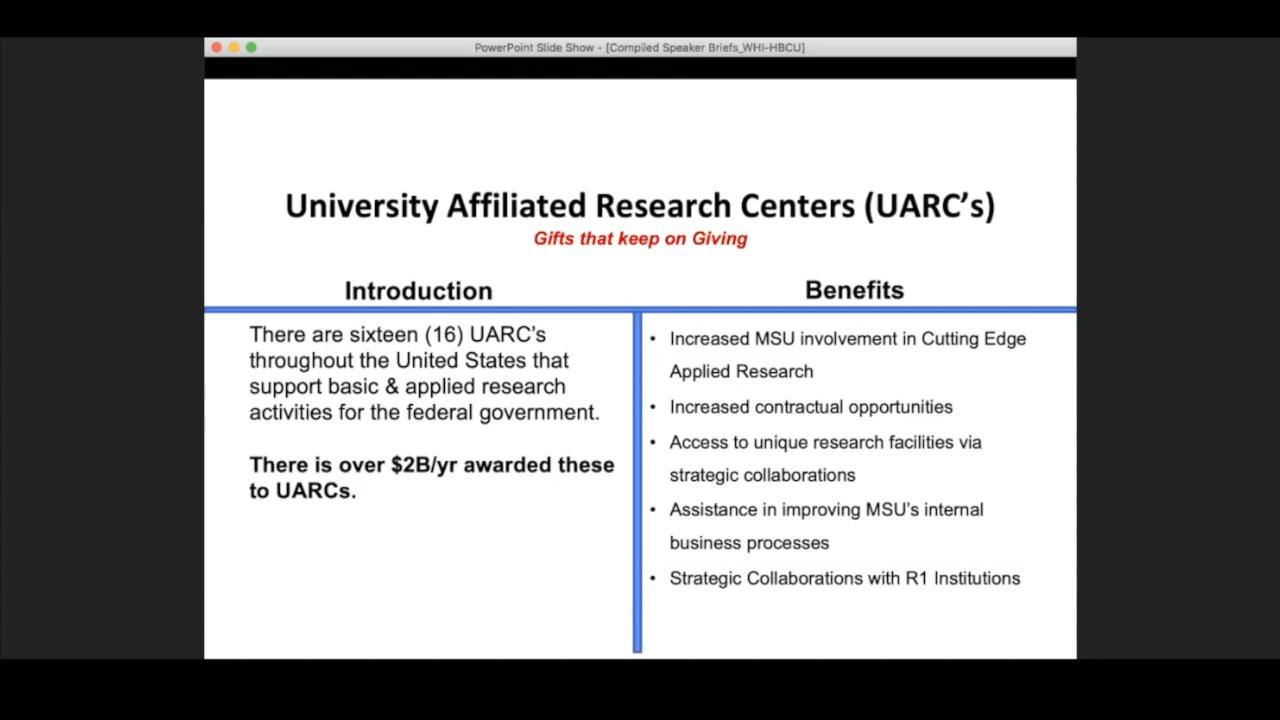 PowerPoint Slide Show - [Compiled Speaker Briefs_WHI-HBCU]
University Affiliated Research Centers (UARC’s)
Gifts that keep on Giving
Introduction
There are sixteen (16) UARC’s
throughout the United States that
support basic & applied research
activities for the federal government.
There is over $2B/yr awarded these
to UARCs.
Benefits
• Increased MSU involvement in Cutting Edge
Applied Research
• Increased contractual opportunities
• Access to unique research facilities via
strategic collaborations
• Assistance in improving MSU’s internal
business processes
• Strategic Collaborations with R1 Institutions